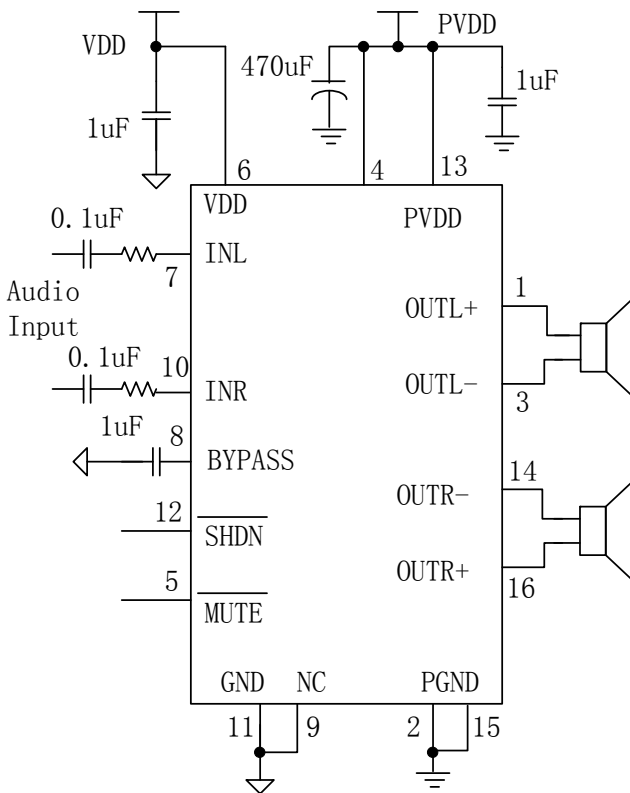 VDD
PVDD
470uF
1uF
1uF
6
4
13
VDD
PVDD
0.1uF
INL
7
Audio
Input
OUTL+
1
0.1uF
10
INR
OUTL-
3
1uF
8
BYPASS
OUTR-
14
12
SHDN
OUTR+
16
5
MUTE
GND
NC
PGND
11
9
2
15